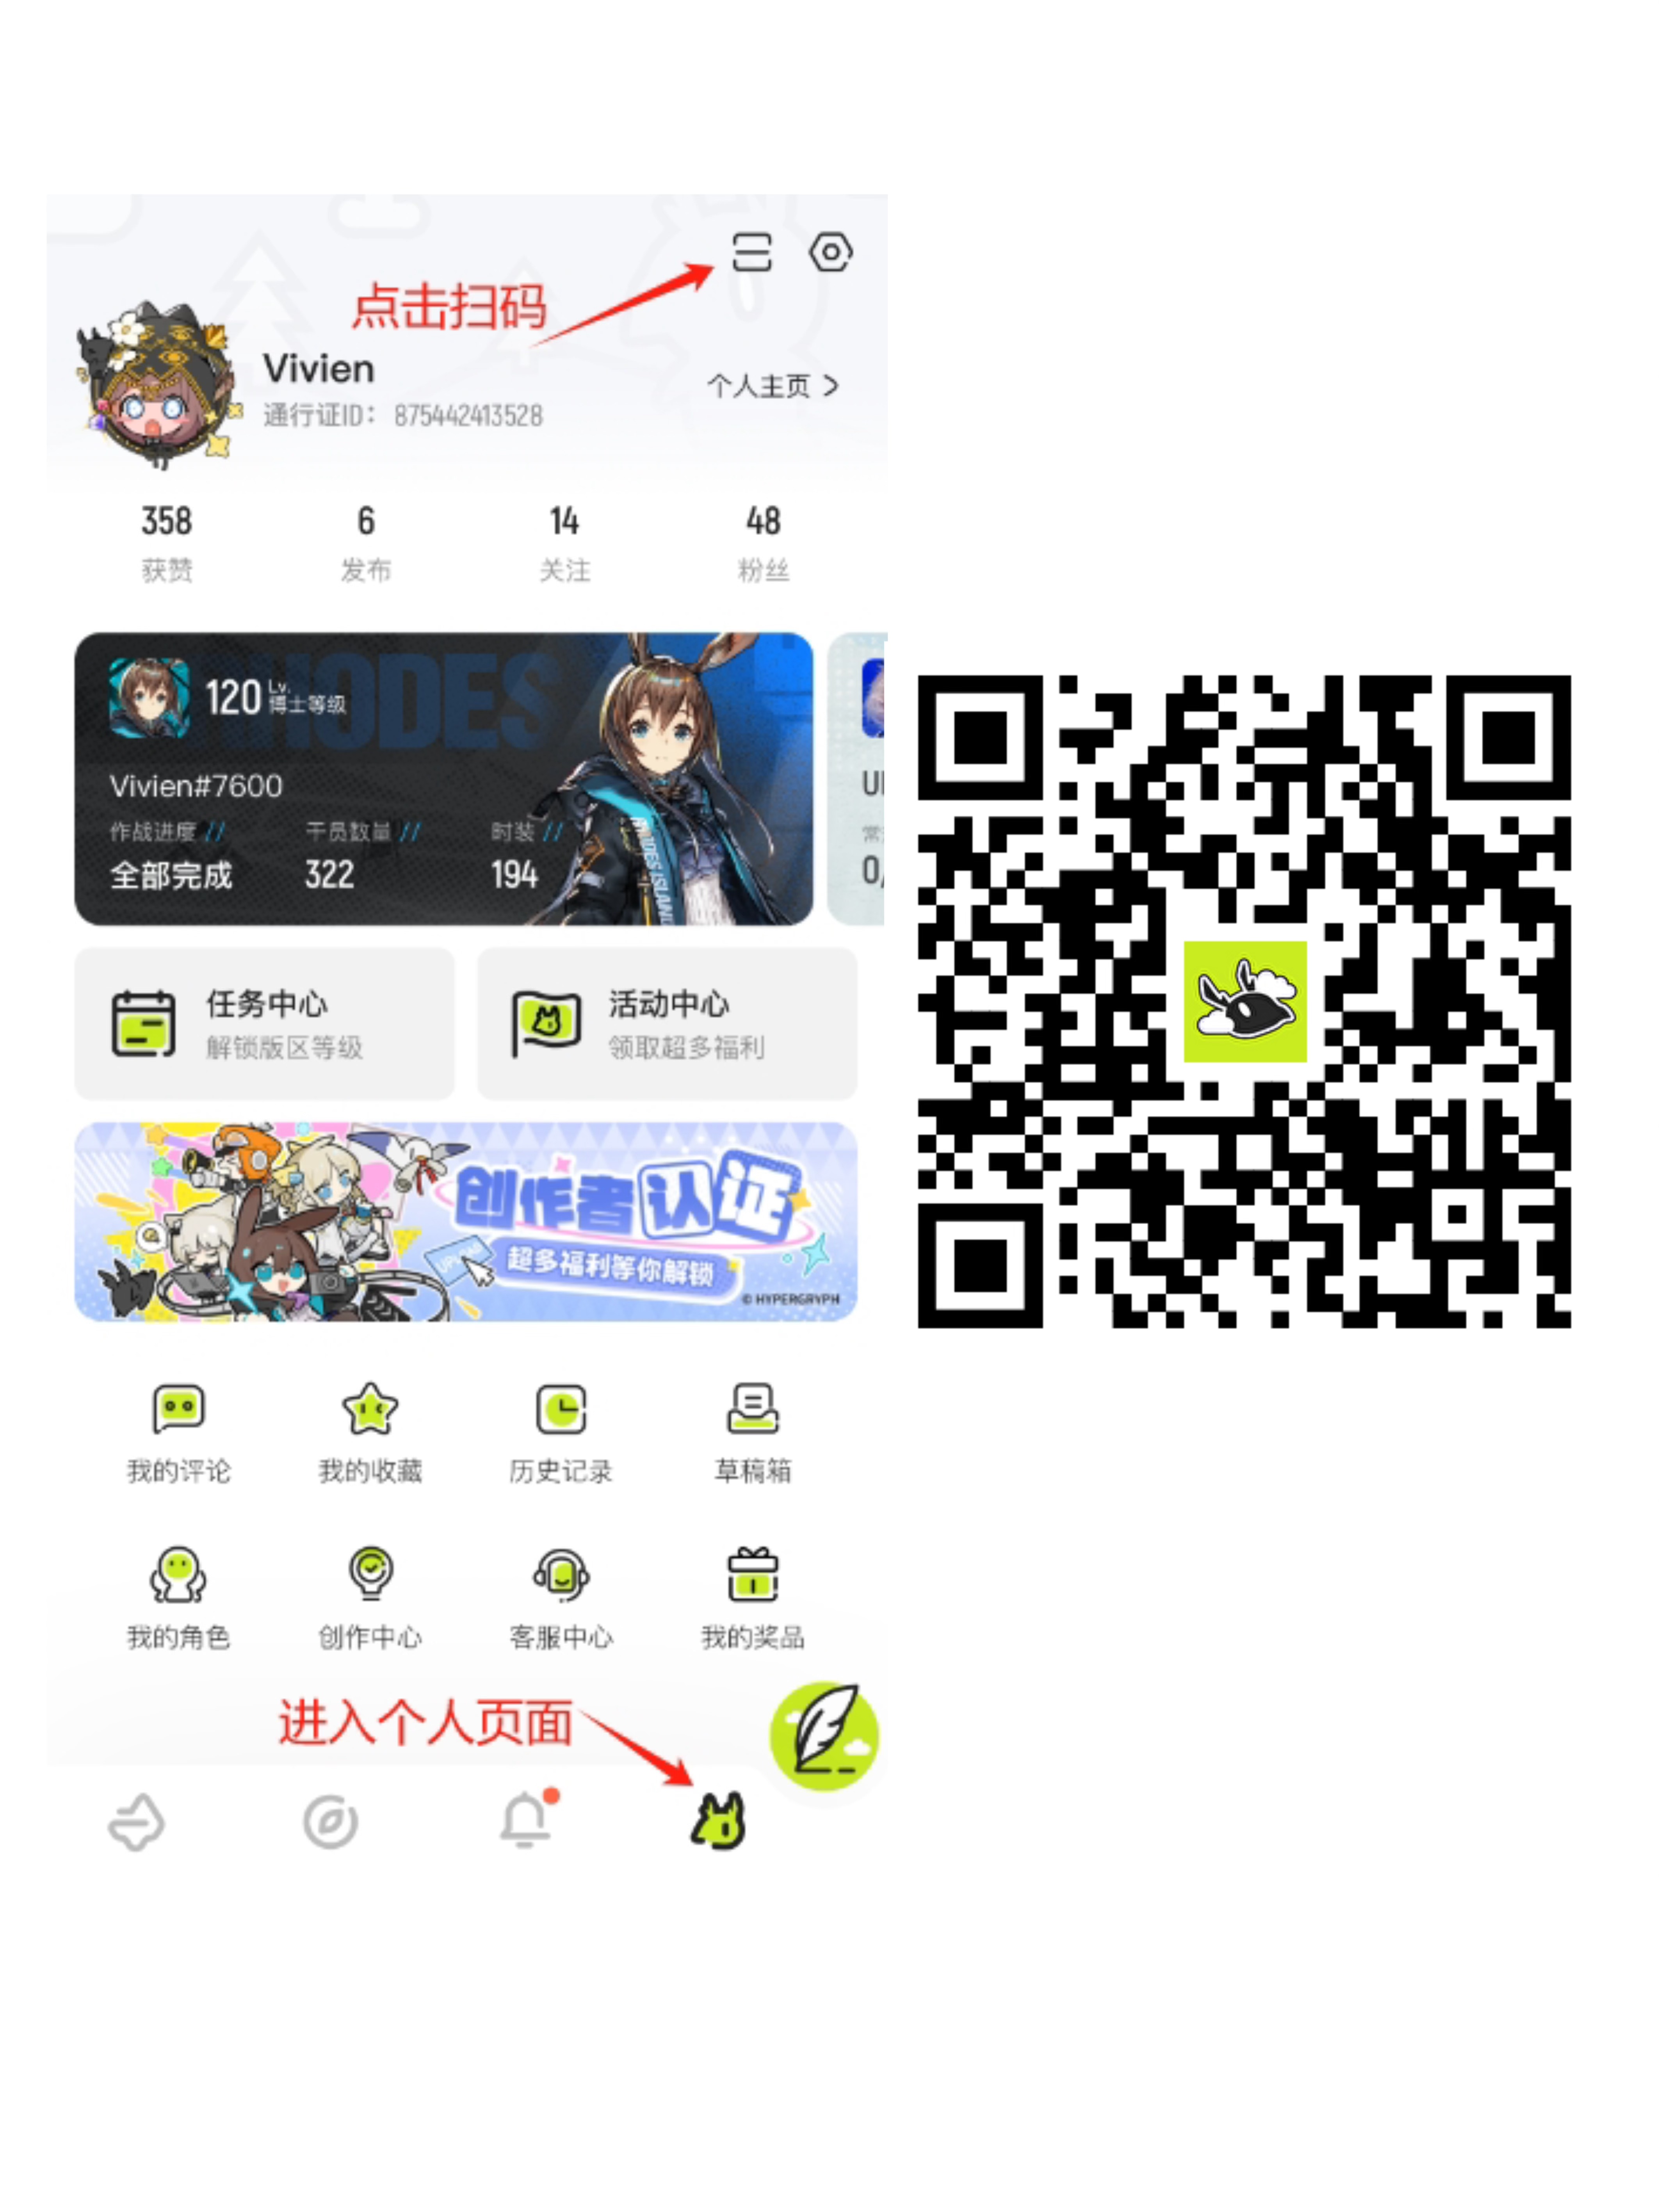 点击扫码
Vivien
个人主页 >
通行证ID： 875442413528
358 6 14 48
获赞 发布 关注 粉丝
RHODES
120 Lv.
博士等级
Vivien#7600
作战进度 // 干员数量 // 时装 //
全部完成 322 194
RHODES ISLAND
常
0/
任务中心 活动中心
解锁版区等级 领取超多福利
创作者认证
超多福利等你解锁
© HYPERGRYPH
我的评论 我的收藏 历史记录 草稿箱
我的角色 创作中心 客服中心 我的奖品
进入个人页面